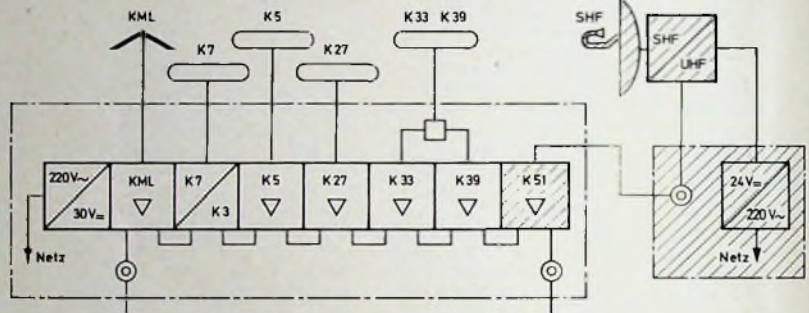 KML
K7
K5
K27
K33 K39
SHF
SHF
UHF
220V~
30V=
KML
K7
K3
K5
K27
K33
K39
K51
24V=
220V~
Netz
Netz